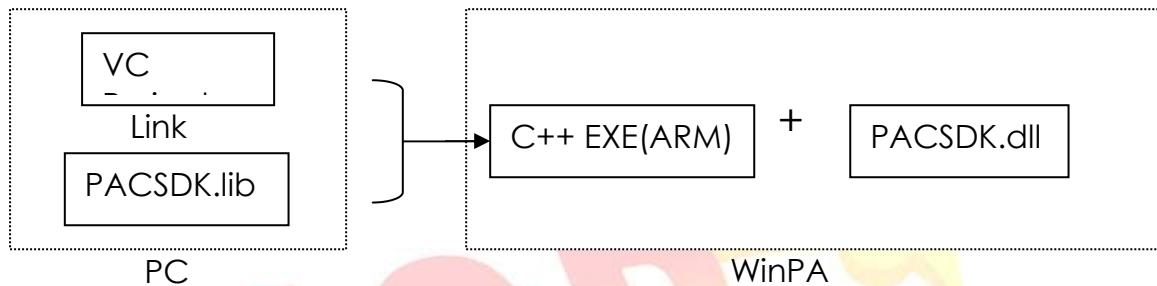 VC
Link
PACSDK.lib
PC
C++ EXE(ARM)
+
PACSDK.dll
WinPA